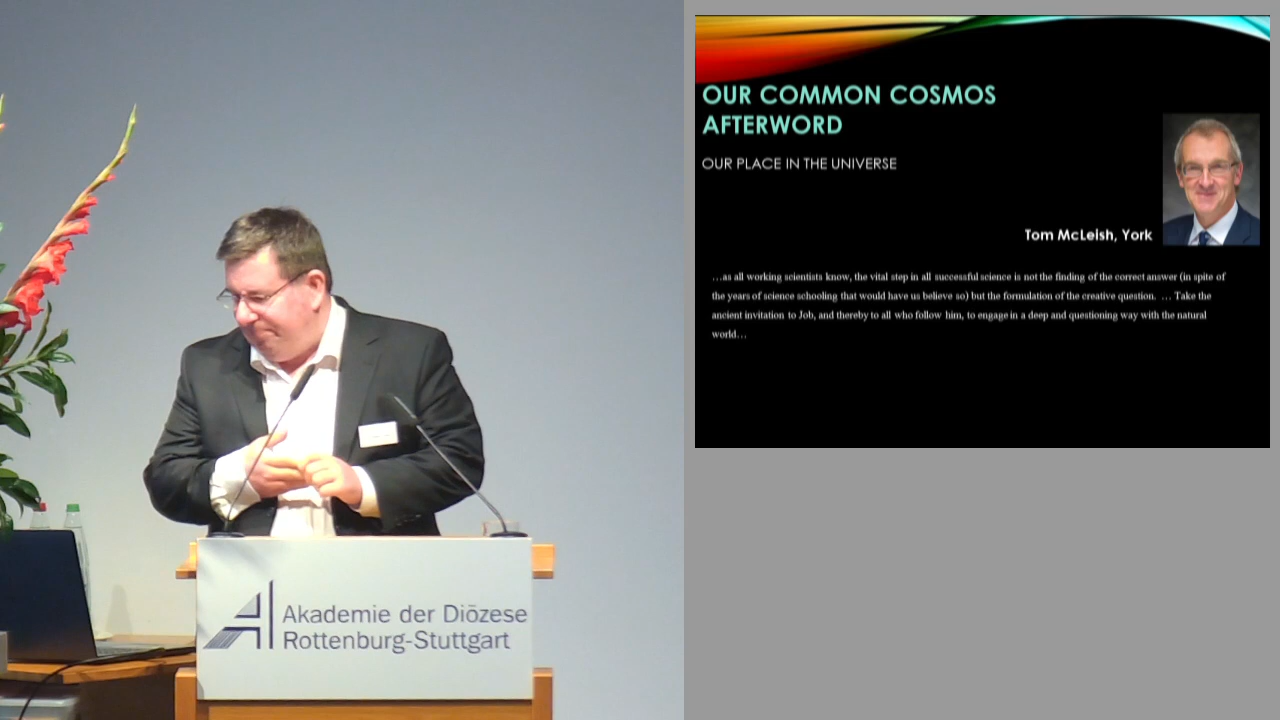 OUR COMMON COSMOS
AFTERWORD
OUR PLACE IN THE UNIVERSE
Tom McLeish, York
…as all working scientists know, the vital step in all successful science is not the finding of the correct answer (in spite of
the years of science schooling that would have us believe so) but the formulation of the creative question. … Take the
ancient invitation to Job, and thereby to all who follow him, to engage in a deep and questioning way with the natural
world…
Akademie der Diözese
Rottenburg-Stuttgart